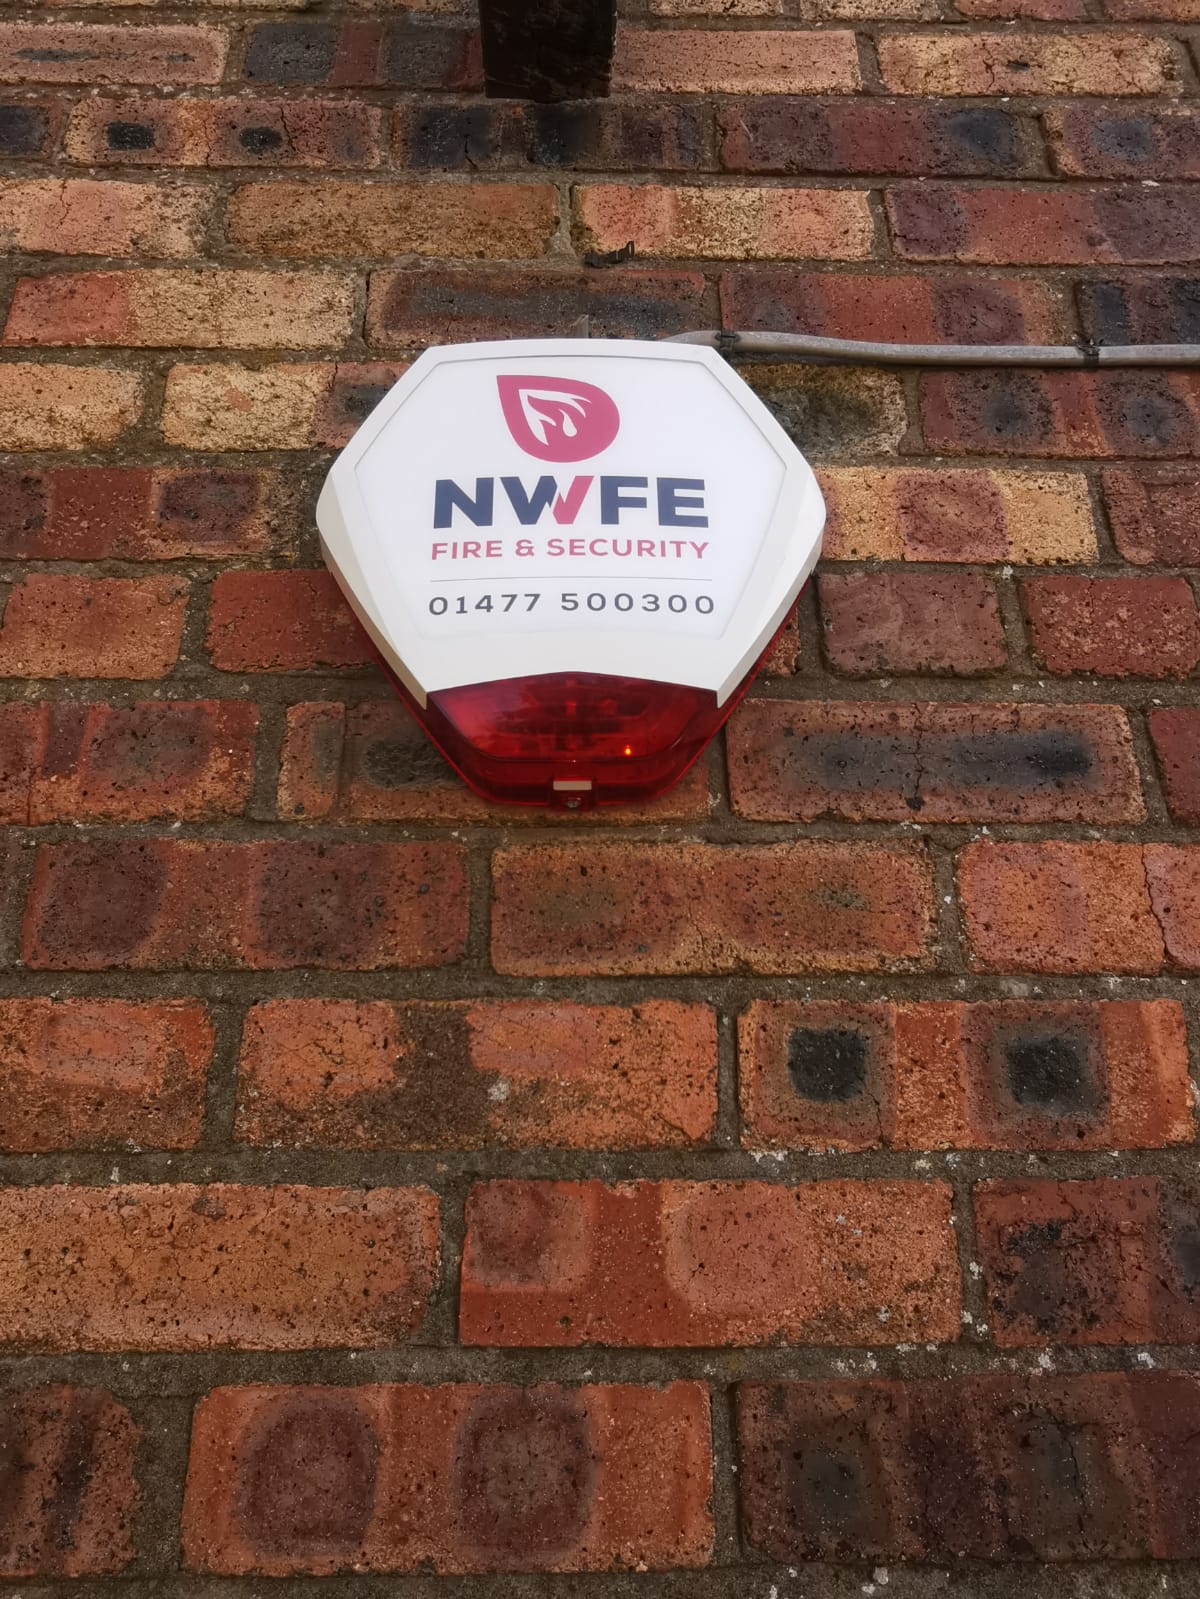 NWFE
FIRE & SECURITY
01477 500300